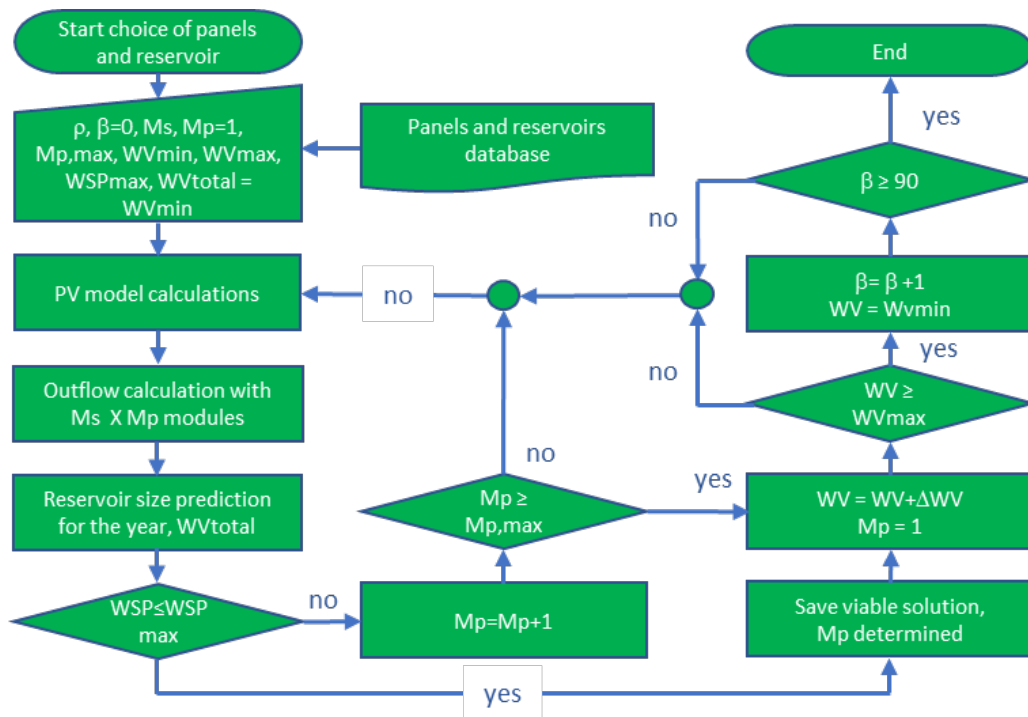 Start choice of panels
and reservoir
ρ, β=0, Ms, Mp=1,
Mp,max, WVmin, WVmax,
WSPmax, WVtotal =
WVmin
Panels and reservoirs
database
PV model calculations
Outflow calculation with
Ms X Mp modules
Reservoir size prediction
for the year, WVtotal
WSP≤WSP
max
no
yes
Mp=Mp+1
Mp ≥
Mp,max
no
yes
no
Save viable solution,
Mp determined
WV = WV+ΔWV
Mp = 1
WV ≥
WVmax
no
yes
β= β +1
WV = Wvmin
β ≥ 90
no
yes
End